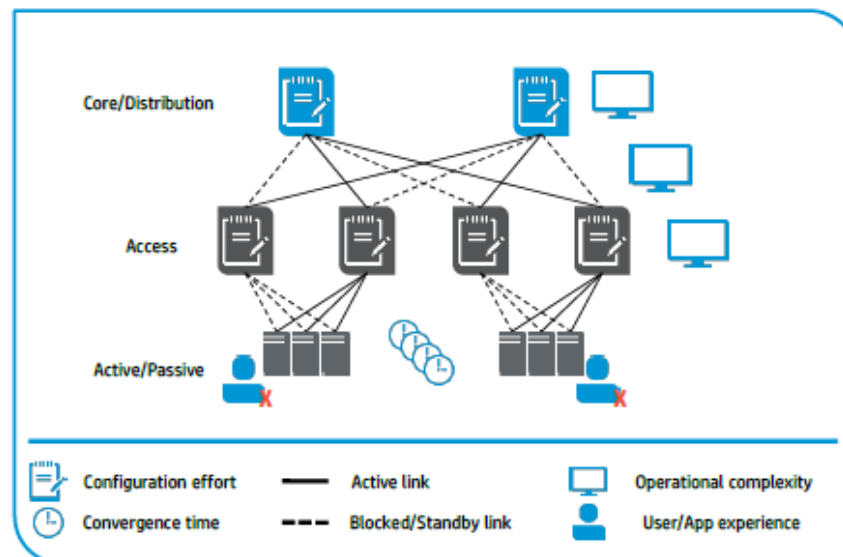 Core/Distribution
Access
Active/Passive
X
X
Configuration effort
Active link
Operational complexity
Convergence time
Blocked/Standby link
User/App experience